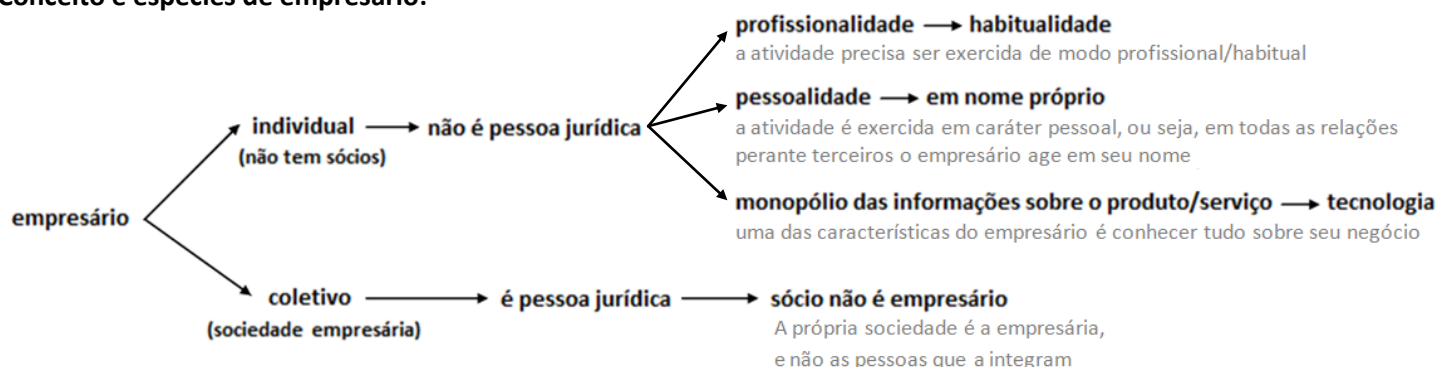 Conceito e espécies de empresário:
profissionalidade → habitualidade
a atividade precisa ser exercida de modo profissional/habitual
pessoalidade → em nome próprio
a atividade é exercida em caráter pessoal, ou seja, em todas as relações
perante terceiros o empresário age em seu nome
individual → não é pessoa jurídica
(não tem sócios)
monopólio das informações sobre o produto/serviço → tecnologia
uma das características do empresário é conhecer tudo sobre seu negócio
empresário
coletivo → é pessoa jurídica → sócio não é empresário
(sociedade empresária)
A própria sociedade é a empresária,
e não as pessoas que a integram